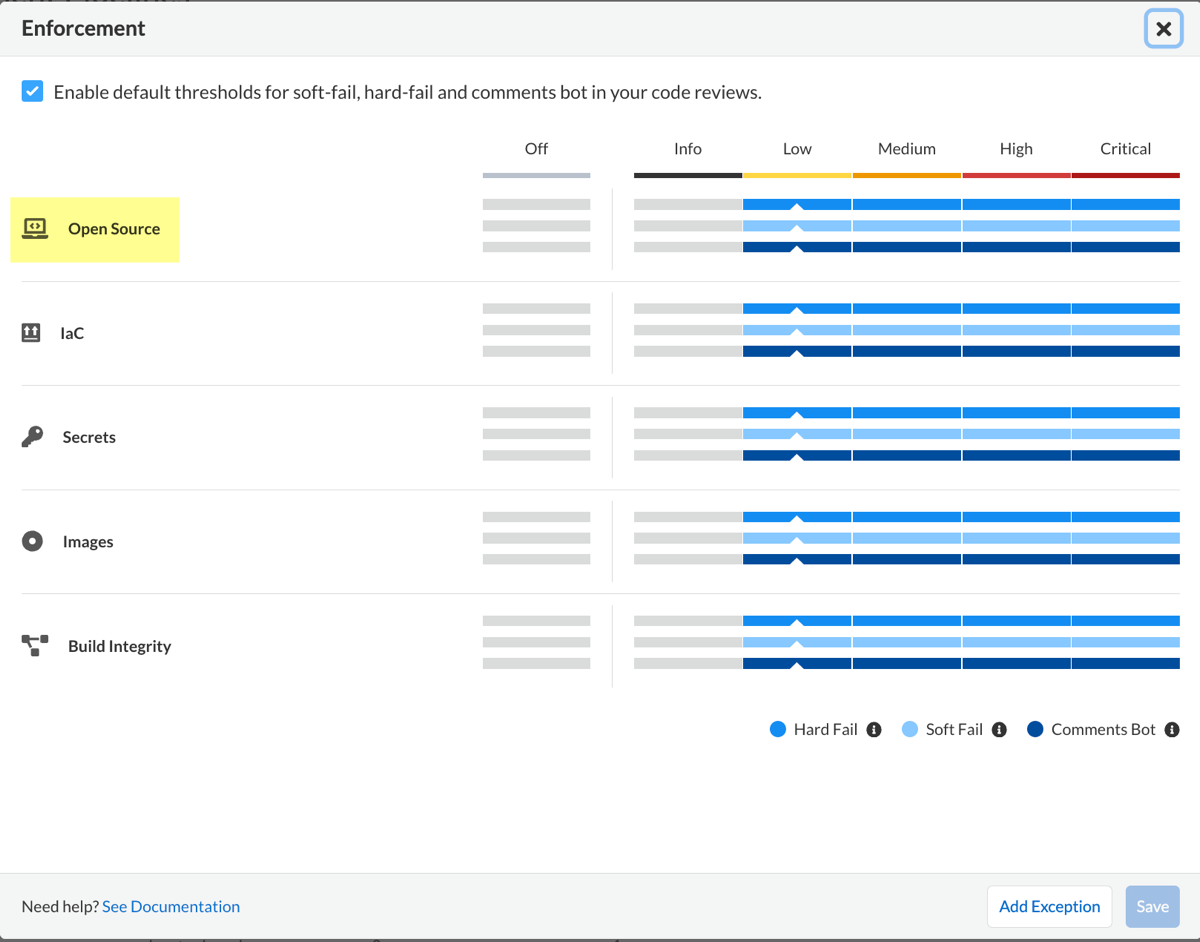 Enforcement
Enable default thresholds for soft-fail, hard-fail and comments bot in your code reviews.
Off Info Low Medium High Critical
Open Source
IaC
Secrets
Images
Build Integrity
Hard Fail Soft Fail Comments Bot
Need help? See Documentation Add Exception Save